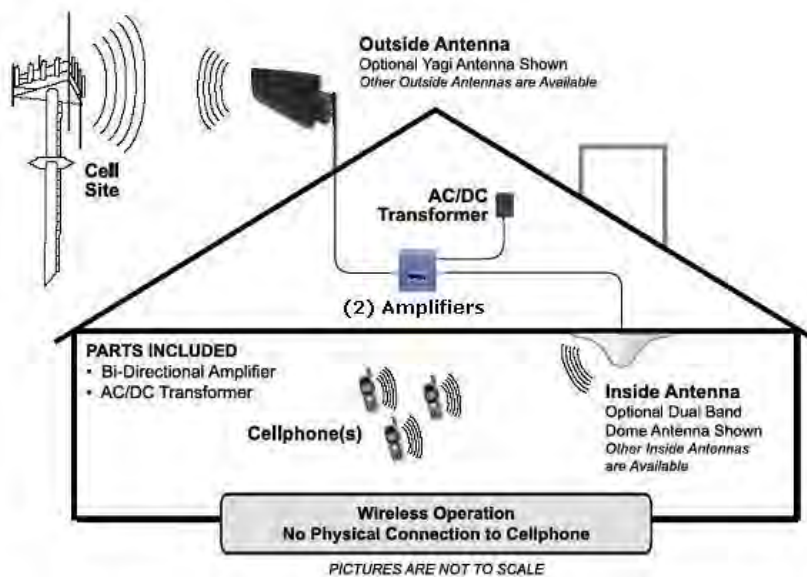 Outside Antenna
Optional Yagi Antenna Shown
Other Outside Antennas are Available
Cell
Site
AC/DC
Transformer
(2) Amplifiers
PARTS INCLUDED
• Bi-Directional Amplifier
• AC/DC Transformer
Cellphone(s)
Inside Antenna
Optional Dual Band
Dome Antenna Shown
Other Inside Antennas
are Available
Wireless Operation
No Physical Connection to Cellphone
PICTURES ARE NOT TO SCALE